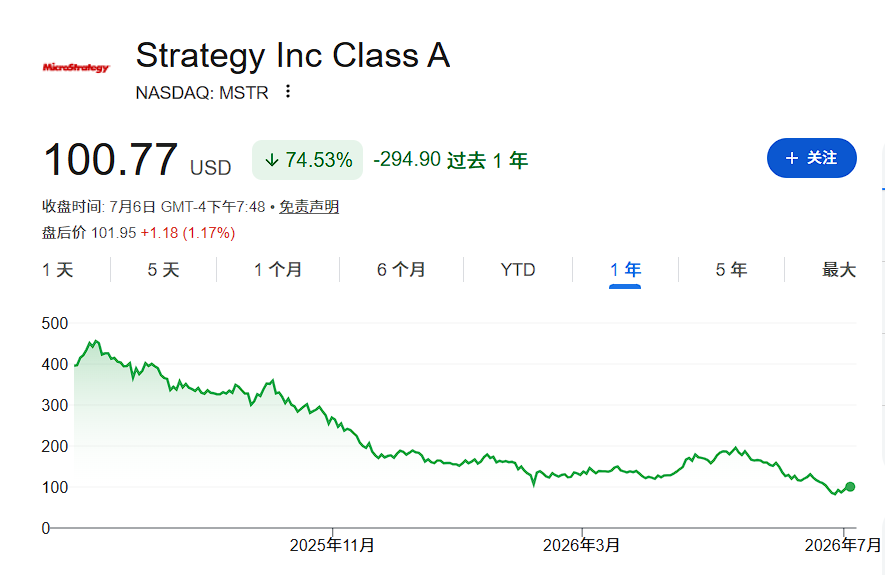 Strategy Inc Class A
MicroStrategy
NASDAQ: MSTR
100.77 USD ↓ 74.53% -294.90 过去 1 年
+ 关注
收盘时间: 7月6日 GMT-4下午7:48 • 免责声明
盘后价 101.95 +1.18 (1.17%)
1 天 5 天 1 个月 6 个月 YTD 1 年 5 年 最大
500
400
300
200
100
0
2025年11月 2026年3月 2026年7月